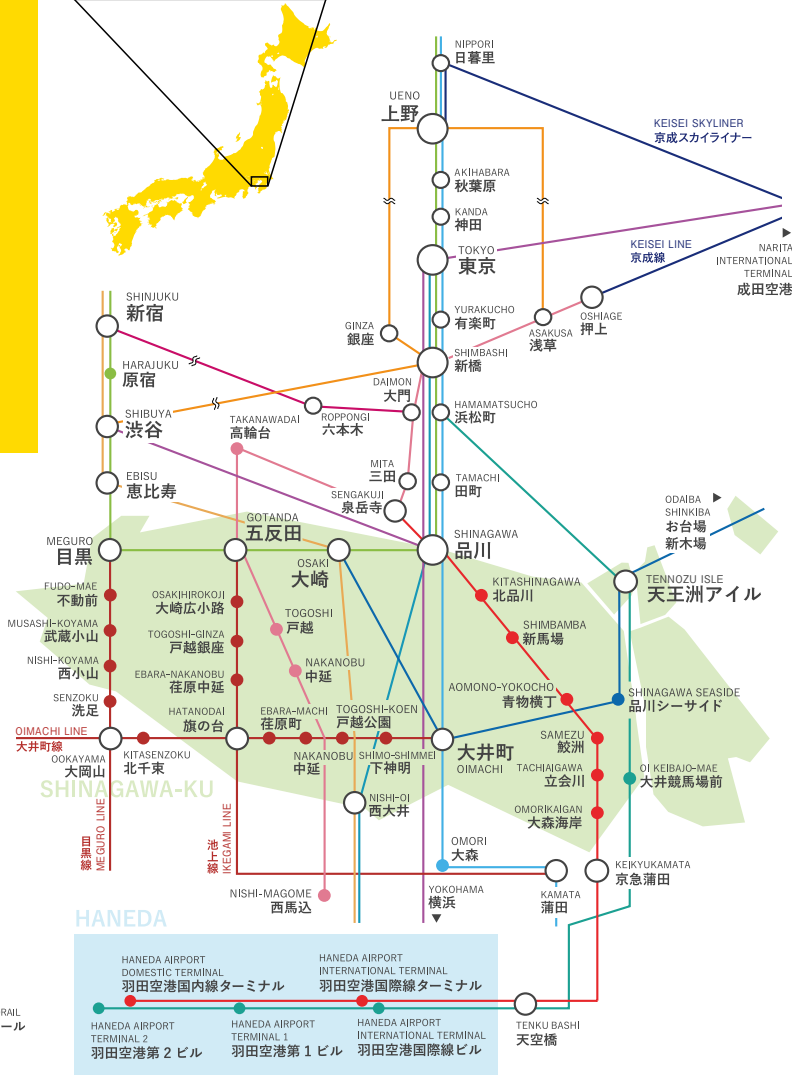 NIPPORI
日暮里
UENO
上野
KEISEI SKYLINER
京成スカイライナー
AKIHABARA
秋葉原
KANDA
神田
TOKYO
東京
KEISEI LINE
京成線
NARITA
INTERNATIONAL
TERMINAL
成田空港
SHINJUKU
新宿
YURAKUCHO
有楽町
OSHIAGE
押上
GINZA
銀座
ASAKUSA
浅草
SHIMBASHI
新橋
HARAJUKU
原宿
DAIMON
大門
ROPPONGI
六本木
HAMAMATSUCHO
浜松町
SHIBUYA
渋谷
TAKANAWADAI
高輪台
MITA
三田
TAMACHI
田町
EBISU
恵比寿
SENGAKUJI
泉岳寺
ODAIBA
SHINKIBA
お台場
新木場
MEGURO
目黒
GOTANDA
五反田
OSAKI
大崎
SHINAGAWA
品川
TENNOZU ISLE
天王洲アイル
FUDO-MAE
不動前
OSAKIHIROKOJI
大崎広小路
KITASHINAGAWA
北品川
MUSASHI-KOYAMA
武蔵小山
TOGOSHI-GINZA
戸越銀座
TOGOSHI
戸越
SHIMBAMBA
新馬場
NISHI-KOYAMA
西小山
EBARA-NAKANOBU
荏原中延
NAKANOBU
中延
AOMONO-YOKOCHO
青物横丁
SHINAGAWA SEASIDE
品川シーサイド
SENZOKU
洗足
HATANODAI
旗の台
EBARA-MACHI
荏原町
TOGOSHI-KOEN
戸越公園
OIMACHI LINE
大井町線
OOKAYAMA
大岡山
KITASENZOKU
北千束
NAKANOBU
中延
SHIMO-SHIMMEI
下神明
大井町
OIMACHI
SAMEZU
鮫洲
TACHIAIGAWA
立会川
OI KEIBAJO-MAE
大井競馬場前
SHINAGAWA-KU
NISHI-OI
西大井
OMORIKAIGAN
大森海岸
目黒線
MEGURO LINE
池上線
IKEGAMI LINE
OMORI
大森
KEIKYUKAMATA
京急蒲田
NISHI-MAGOME
西馬込
YOKOHAMA
横浜
KAMATA
蒲田
HANEDA
HANEDA AIRPORT
DOMESTIC TERMINAL
羽田空港国内線ターミナル
HANEDA AIRPORT
INTERNATIONAL TERMINAL
羽田空港国際線ターミナル
RAIL
ール
HANEDA AIRPORT
TERMINAL 2
羽田空港第 2 ビル
HANEDA AIRPORT
TERMINAL 1
羽田空港第 1 ビル
HANEDA AIRPORT
INTERNATIONAL TERMINAL
羽田空港国際線ビル
TENKU BASHI
天空橋